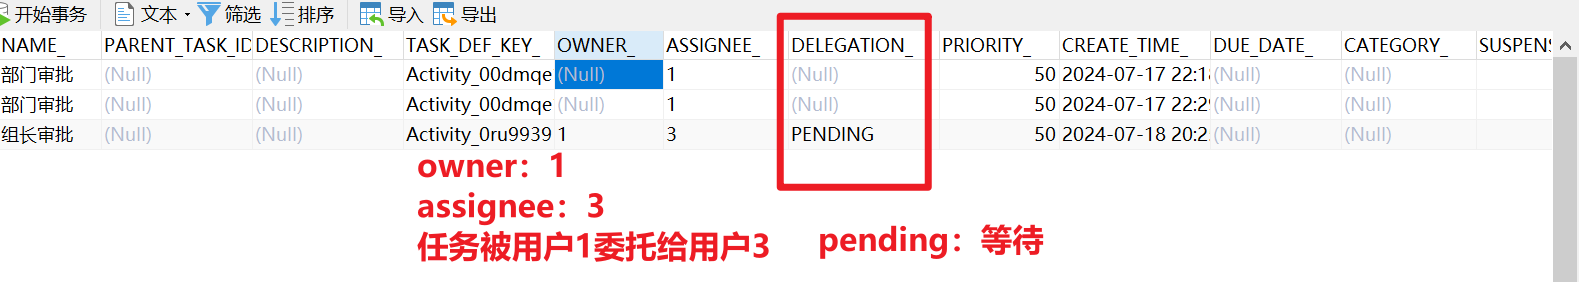 开始事务 文本 筛选 排序 导入 导出
NAME_ PARENT_TASK_ID DESCRIPTION_ TASK_DEF_KEY_ OWNER_ ASSIGNEE_ DELEGATION_ PRIORITY_ CREATE_TIME_ DUE_DATE_ CATEGORY_ SUSPENS
部门审批 (Null) (Null) Activity_00dmqe (Null) 1 (Null) 50 2024-07-17 22:1 (Null) (Null)
部门审批 (Null) (Null) Activity_00dmqe (Null) 1 (Null) 50 2024-07-17 22:2 (Null) (Null)
组长审批 (Null) (Null) Activity_0ru9939 1 3 PENDING 50 2024-07-18 20:2 (Null) (Null)
owner：1
assignee：3
任务被用户1委托给用户3
pending：等待